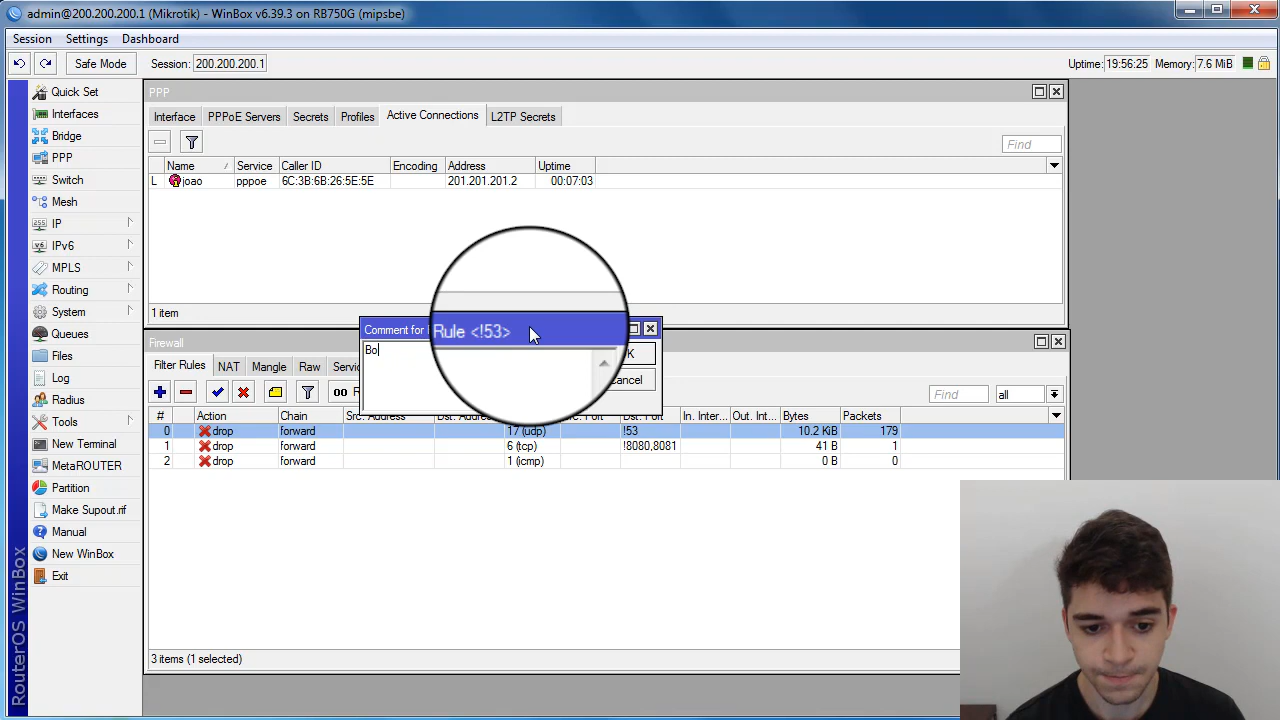 admin@200.200.200.1 (Mikrotik) - WinBox v6.39.3 on RB750G (mipsbe)
Session Settings Dashboard
Safe Mode Session: 200.200.200.1 Uptime: 19:56:25 Memory: 7.6 MiB
Quick Set
Interfaces
Bridge
PPP
Switch
Mesh
IP
IPv6
MPLS
Routing
System
Queues
Files
Log
Radius
Tools
New Terminal
MetaROUTER
Partition
Make Supout.rif
Manual
New WinBox
Exit
RouterOS WinBox
PPP
Interface PPPoE Servers Secrets Profiles Active Connections L2TP Secrets
Find
Name Service Caller ID Encoding Address Uptime
L joao pppoe 6C:3B:6B:26:5E:5E 201.201.201.2 00:07:03
1 item
Comment for Rule <!53>
Bo
Cancel
Firewall
Filter Rules NAT Mangle Raw
Find all
# Action Chain Src. Address Dst. Port In. Inter... Out. Int... Bytes Packets
0 drop forward 17 (udp) !53 10.2 KiB 179
1 drop forward 6 (tcp) !8080,8081 41 B 1
2 drop forward 1 (icmp) 0 B 0
3 items (1 selected)